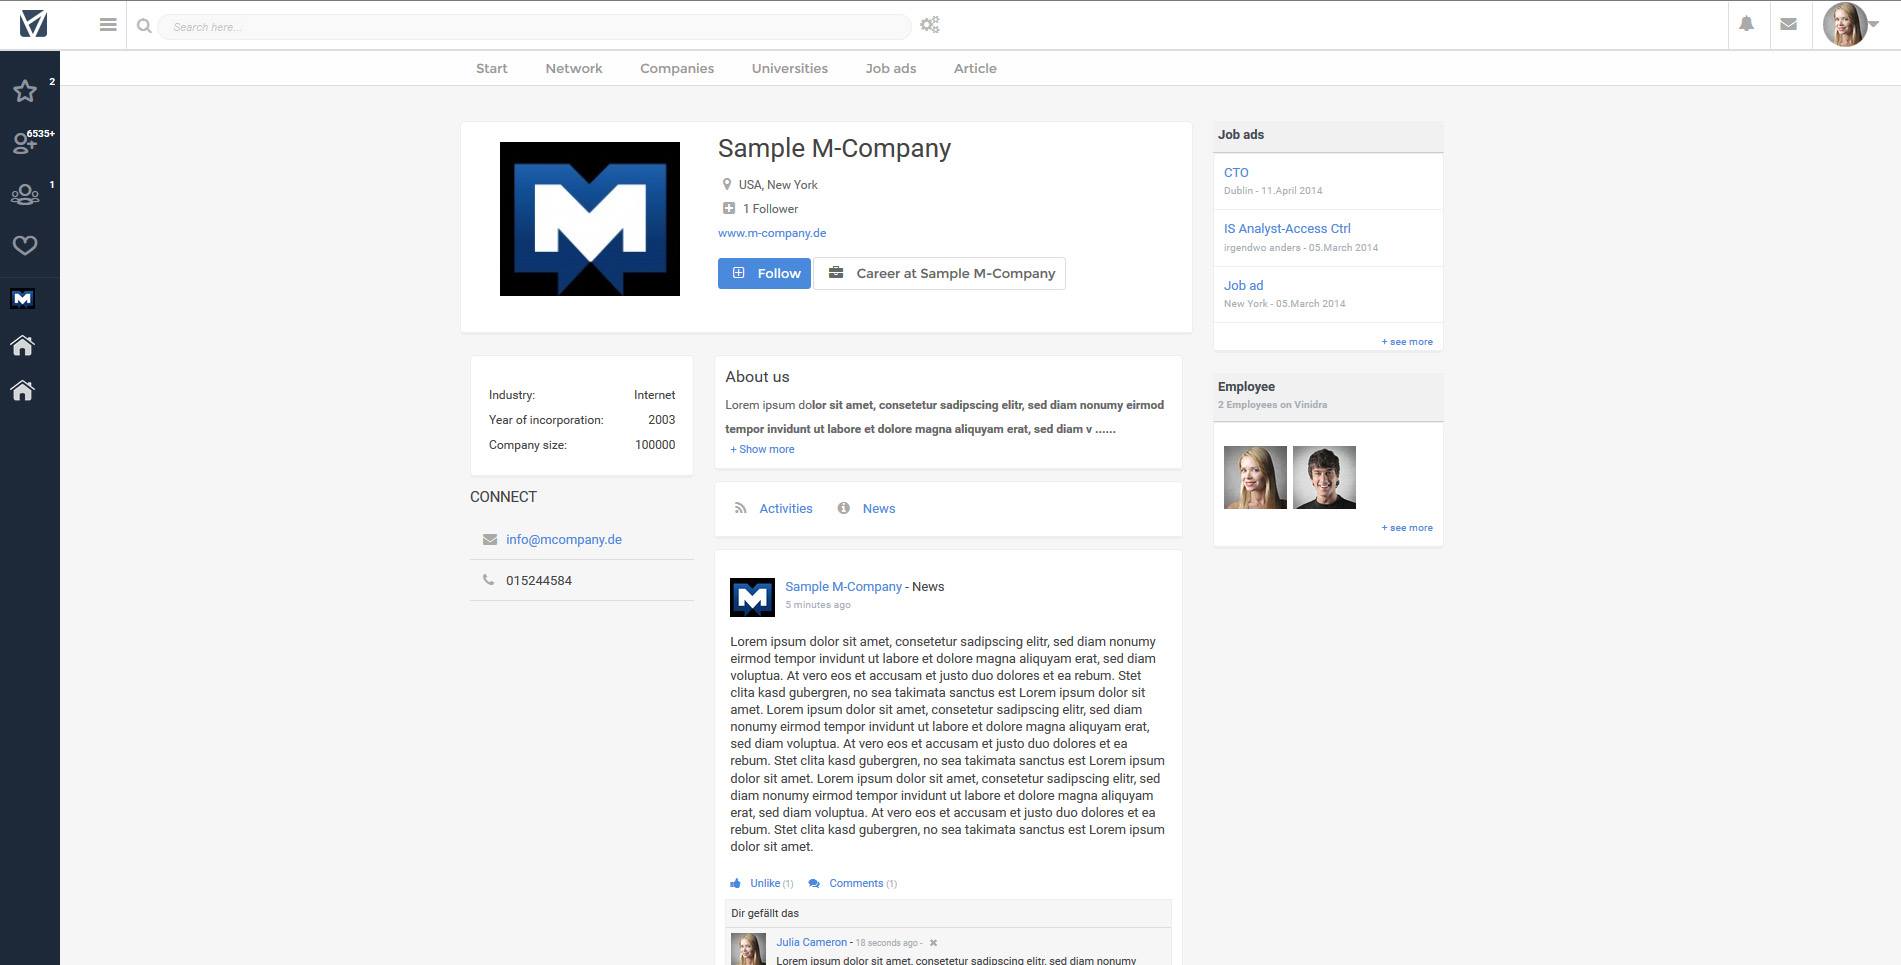 Search here...
2
6535+
1
Start Network Companies Universities Job ads Article
Sample M-Company
USA, New York
1 Follower
www.m-company.de
Follow Career at Sample M-Company
Industry: Internet
Year of incorporation: 2003
Company size: 100000
CONNECT
info@mcompany.de
015244584
About us
Lorem ipsum dolor sit amet, consetetur sadipscing elitr, sed diam nonumy eirmod
tempor invidunt ut labore et dolore magna aliquyam erat, sed diam v ......
+ Show more
Activities News
Sample M-Company - News
5 minutes ago
Lorem ipsum dolor sit amet, consetetur sadipscing elitr, sed diam nonumy
eirmod tempor invidunt ut labore et dolore magna aliquyam erat, sed diam
voluptua. At vero eos et accusam et justo duo dolores et ea rebum. Stet
clita kasd gubergren, no sea takimata sanctus est Lorem ipsum dolor sit
amet. Lorem ipsum dolor sit amet, consetetur sadipscing elitr, sed diam
nonumy eirmod tempor invidunt ut labore et dolore magna aliquyam erat,
sed diam voluptua. At vero eos et accusam et justo duo dolores et ea
rebum. Stet clita kasd gubergren, no sea takimata sanctus est Lorem ipsum
dolor sit amet. Lorem ipsum dolor sit amet, consetetur sadipscing elitr, sed
diam nonumy eirmod tempor invidunt ut labore et dolore magna aliquyam
erat, sed diam voluptua. At vero eos et accusam et justo duo dolores et ea
rebum. Stet clita kasd gubergren, no sea takimata sanctus est Lorem ipsum
dolor sit amet.
Unlike (1) Comments (1)
Dir gefällt das
Julia Cameron - 18 seconds ago -
Lorem ipsum dolor sit amet, consetetur sadipscing elitr, sed diam nonumy
Job ads
CTO
Dublin - 11.April 2014
IS Analyst-Access Ctrl
irgendwo anders - 05.March 2014
Job ad
New York - 05.March 2014
+ see more
Employee
2 Employees on Vinidra
+ see more